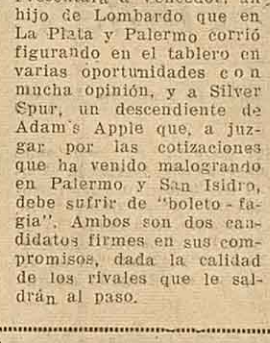 hijo de Lombardo que en
La Plata y Palermo corrió
figurando en el tablero en
varias oportunidades con
mucha opinión, y a Silver
Spur, un descendiente de
Adam's Apple que, a juz-
gar por las cotizaciones
que ha venido malogrando
en Palermo y San Isidro,
debe sufrir de "boleto-fa-
gia". Ambos son dos can-
didatos firmes en sus com-
promisos, dada la calidad
de los rivales que le sal-
drán al paso.